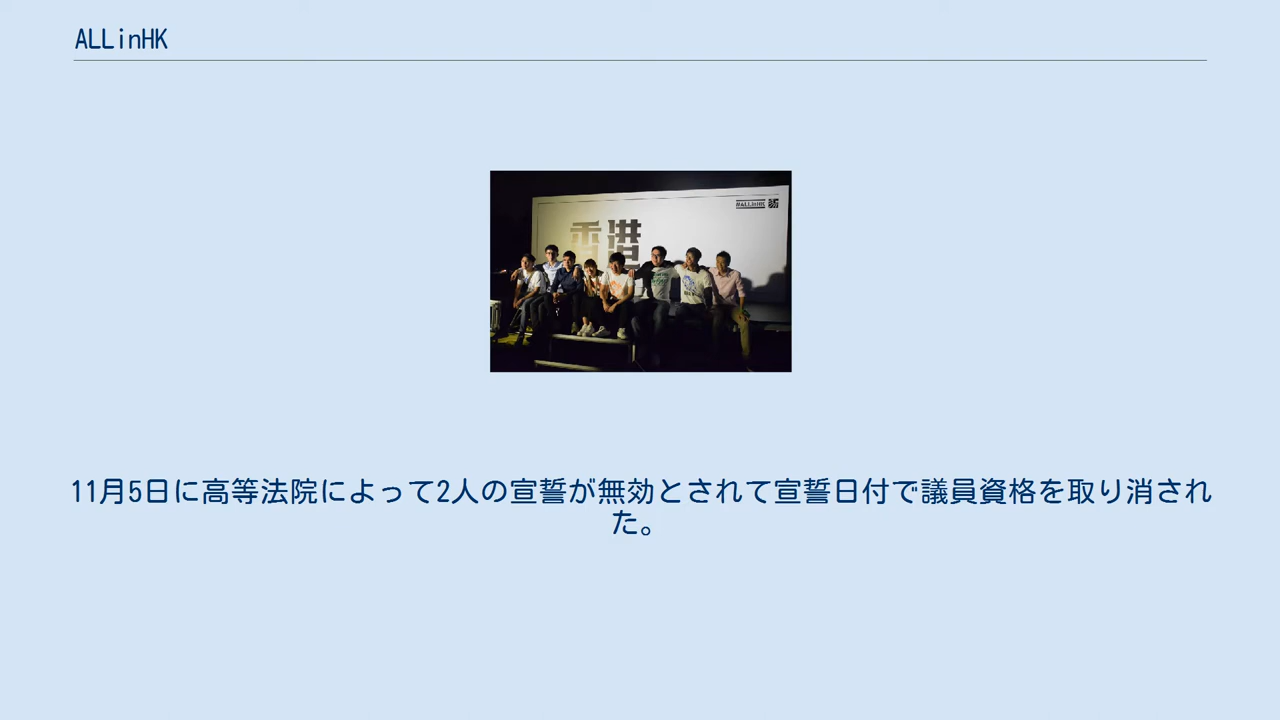 ALLinHK
#ALLinHK
香港
11月5日に高等法院によって2人の宣誓が無効とされて宣誓日付で議員資格を取り消され
た。